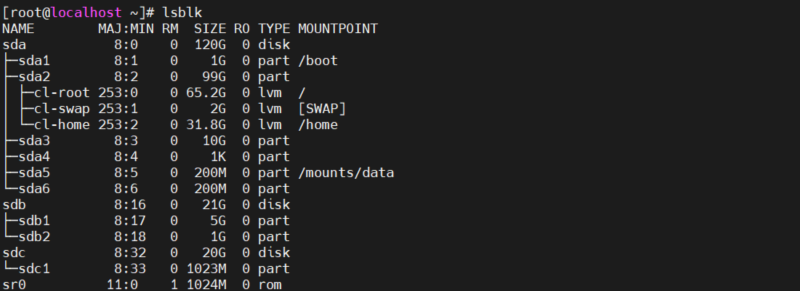 [root@localhost ~]# lsblk
NAME        MAJ:MIN RM  SIZE RO TYPE MOUNTPOINT
sda           8:0    0  120G  0 disk
├─sda1        8:1    0    1G  0 part /boot
├─sda2        8:2    0   99G  0 part
│ ├─cl-root 253:0    0 65.2G  0 lvm  /
│ ├─cl-swap 253:1    0    2G  0 lvm  [SWAP]
│ └─cl-home 253:2    0 31.8G  0 lvm  /home
├─sda3        8:3    0   10G  0 part
├─sda4        8:4    0    1K  0 part
├─sda5        8:5    0  200M  0 part /mounts/data
└─sda6        8:6    0  200M  0 part
sdb           8:16   0   21G  0 disk
├─sdb1        8:17   0    5G  0 part
└─sdb2        8:18   0    1G  0 part
sdc           8:32   0   20G  0 disk
└─sdc1        8:33   0 1023M  0 part
sr0          11:0    1 1024M  0 rom